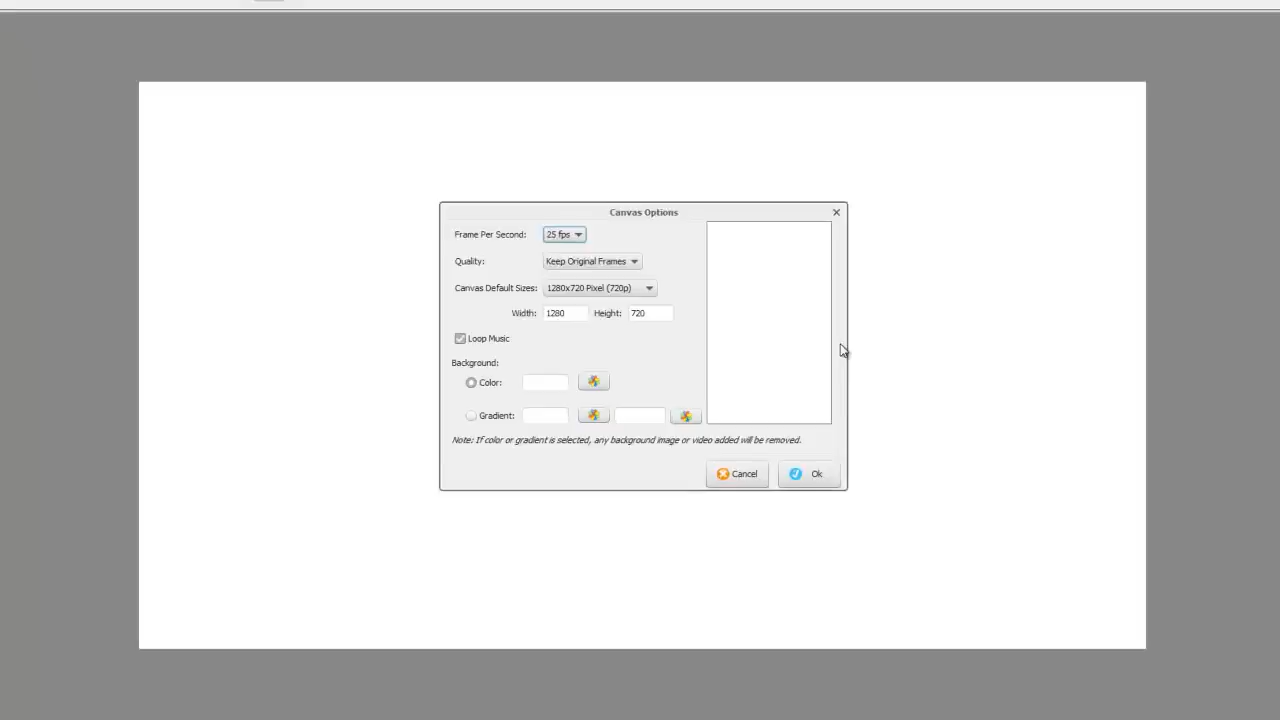 Canvas Options
Frame Per Second: 25 fps
Quality: Keep Original Frames
Canvas Default Sizes: 1280x720 Pixel (720p)
Width: 1280 Height: 720
Loop Music
Background:
Color:
Gradient:
Note: If color or gradient is selected, any background image or video added will be removed.
Cancel Ok